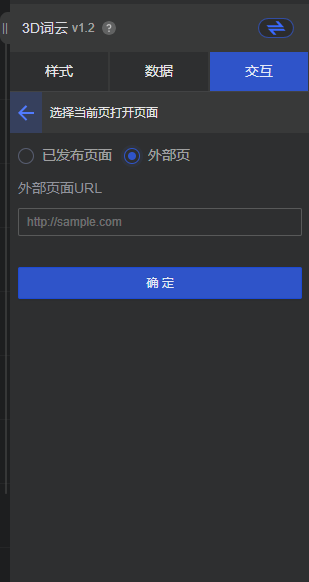 3D词云 v1.2 ?
样式 数据 交互
选择当前页打开页面
已发布页面 外部页
外部页面URL
http://sample.com
确 定